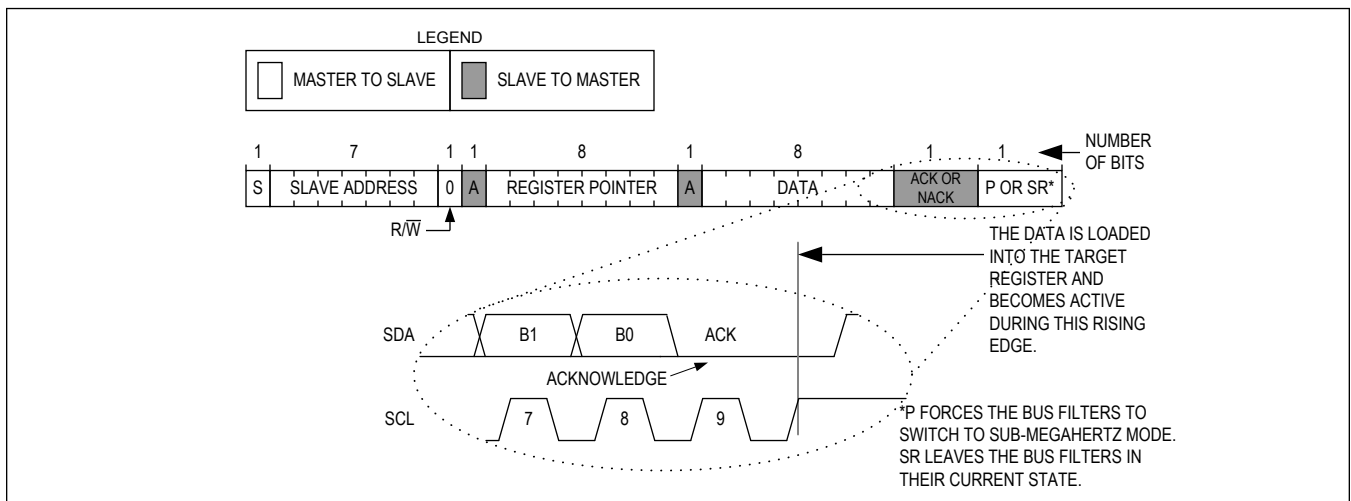 LEGEND
MASTER TO SLAVE
SLAVE TO MASTER
1 7 1 1 8 1 8 1 1
NUMBER
OF BITS
S SLAVE ADDRESS 0 A REGISTER POINTER A DATA ACK OR
NACK P OR SR*
R/W̅
THE DATA IS LOADED
INTO THE TARGET
REGISTER AND
BECOMES ACTIVE
DURING THIS RISING
EDGE.
SDA B1 B0 ACK
ACKNOWLEDGE
SCL 7 8 9
*P FORCES THE BUS FILTERS TO
SWITCH TO SUB-MEGAHERTZ MODE.
SR LEAVES THE BUS FILTERS IN
THEIR CURRENT STATE.